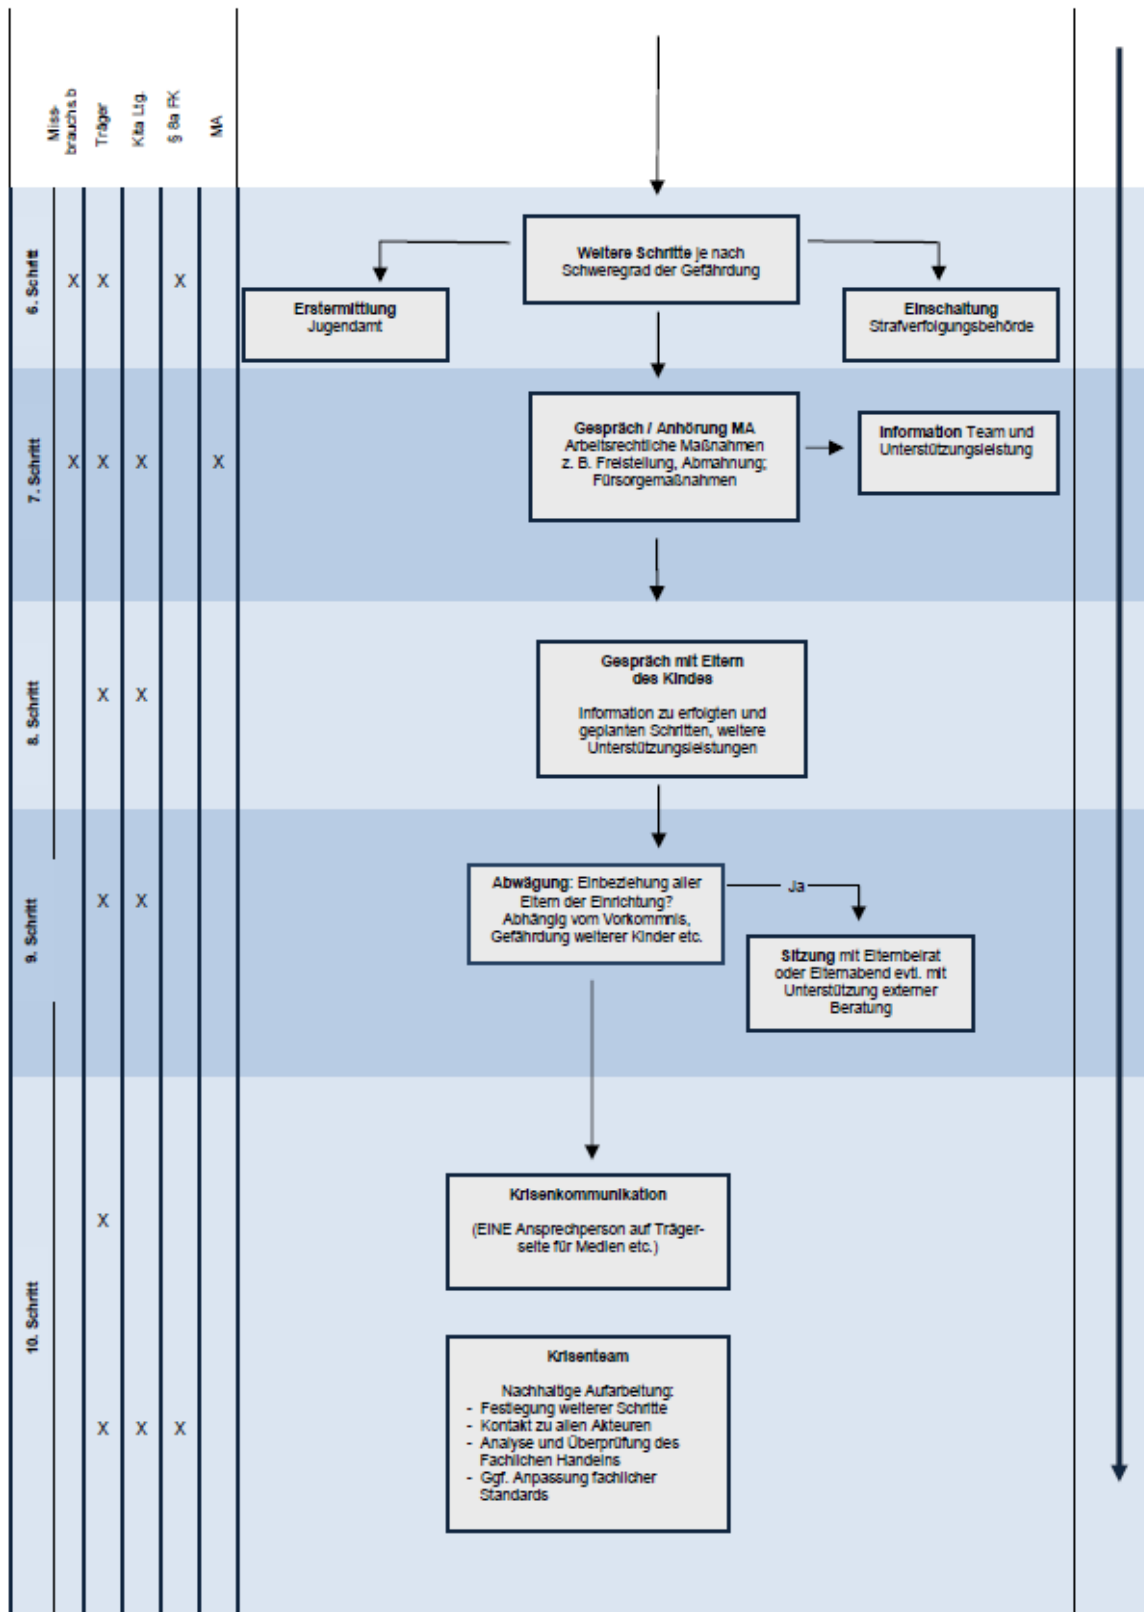 Miss-
brauchs.b
Träger
Kita Ltg.
§ 8a FK
MA
6. Schritt
X X X
Weitere Schritte je nach
Schweregrad der Gefährdung
Erstermittlung
Jugendamt
Einschaltung
Strafverfolgungsbehörde
7. Schritt
X X X X
Gespräch / Anhörung MA
Arbeitsrechtliche Maßnahmen
z. B. Freistellung, Abmahnung;
Fürsorgemaßnahmen
Information Team und
Unterstützungsleistung
8. Schritt
X X
Gespräch mit Eltern
des Kindes
Information zu erfolgten und
geplanten Schritten, weitere
Unterstützungsleistungen
9. Schritt
X X
Abwägung: Einbeziehung aller
Eltern der Einrichtung?
Abhängig vom Vorkommnis,
Gefährdung weiterer Kinder etc.
Ja
Sitzung mit Elternbeirat
oder Elternabend evtl. mit
Unterstützung externer
Beratung
10. Schritt
X
Krisenkommunikation
(EINE Ansprechperson auf Träger-
seite für Medien etc.)
X X X
Krisenteam
Nachhaltige Aufarbeitung:
- Festlegung weiterer Schritte
- Kontakt zu allen Akteuren
- Analyse und Überprüfung des
Fachlichen Handelns
- Ggf. Anpassung fachlicher
Standards